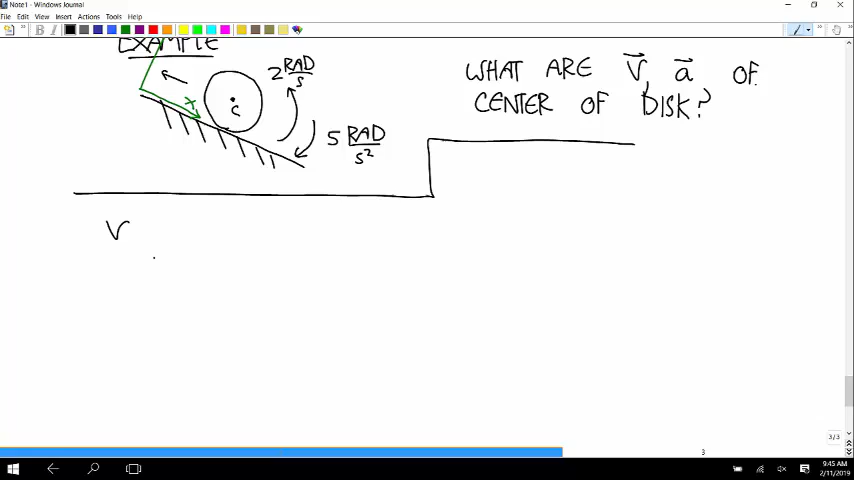 Note1 - Windows Journal
File Edit View Insert Actions Tools Help
EXAMPLE
2 RAD/S
WHAT ARE V, a OF
CENTER OF DISK?
x
C
5 RAD/S²
V
3/3
3
9:45 AM
2/11/2019